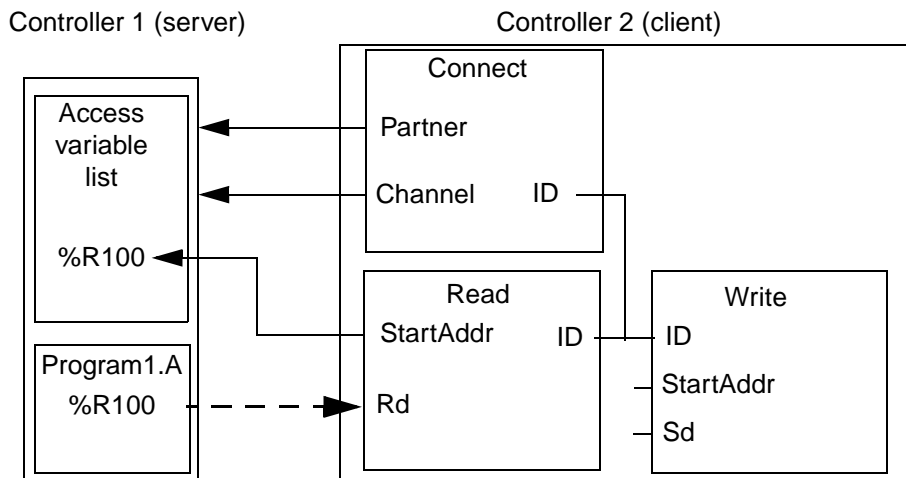 Controller 1 (server)
Controller 2 (client)
Access
variable
list
%R100
Program1.A
%R100
Connect
Partner
Channel ID
Read
StartAddr ID
Rd
Write
ID
StartAddr
Sd